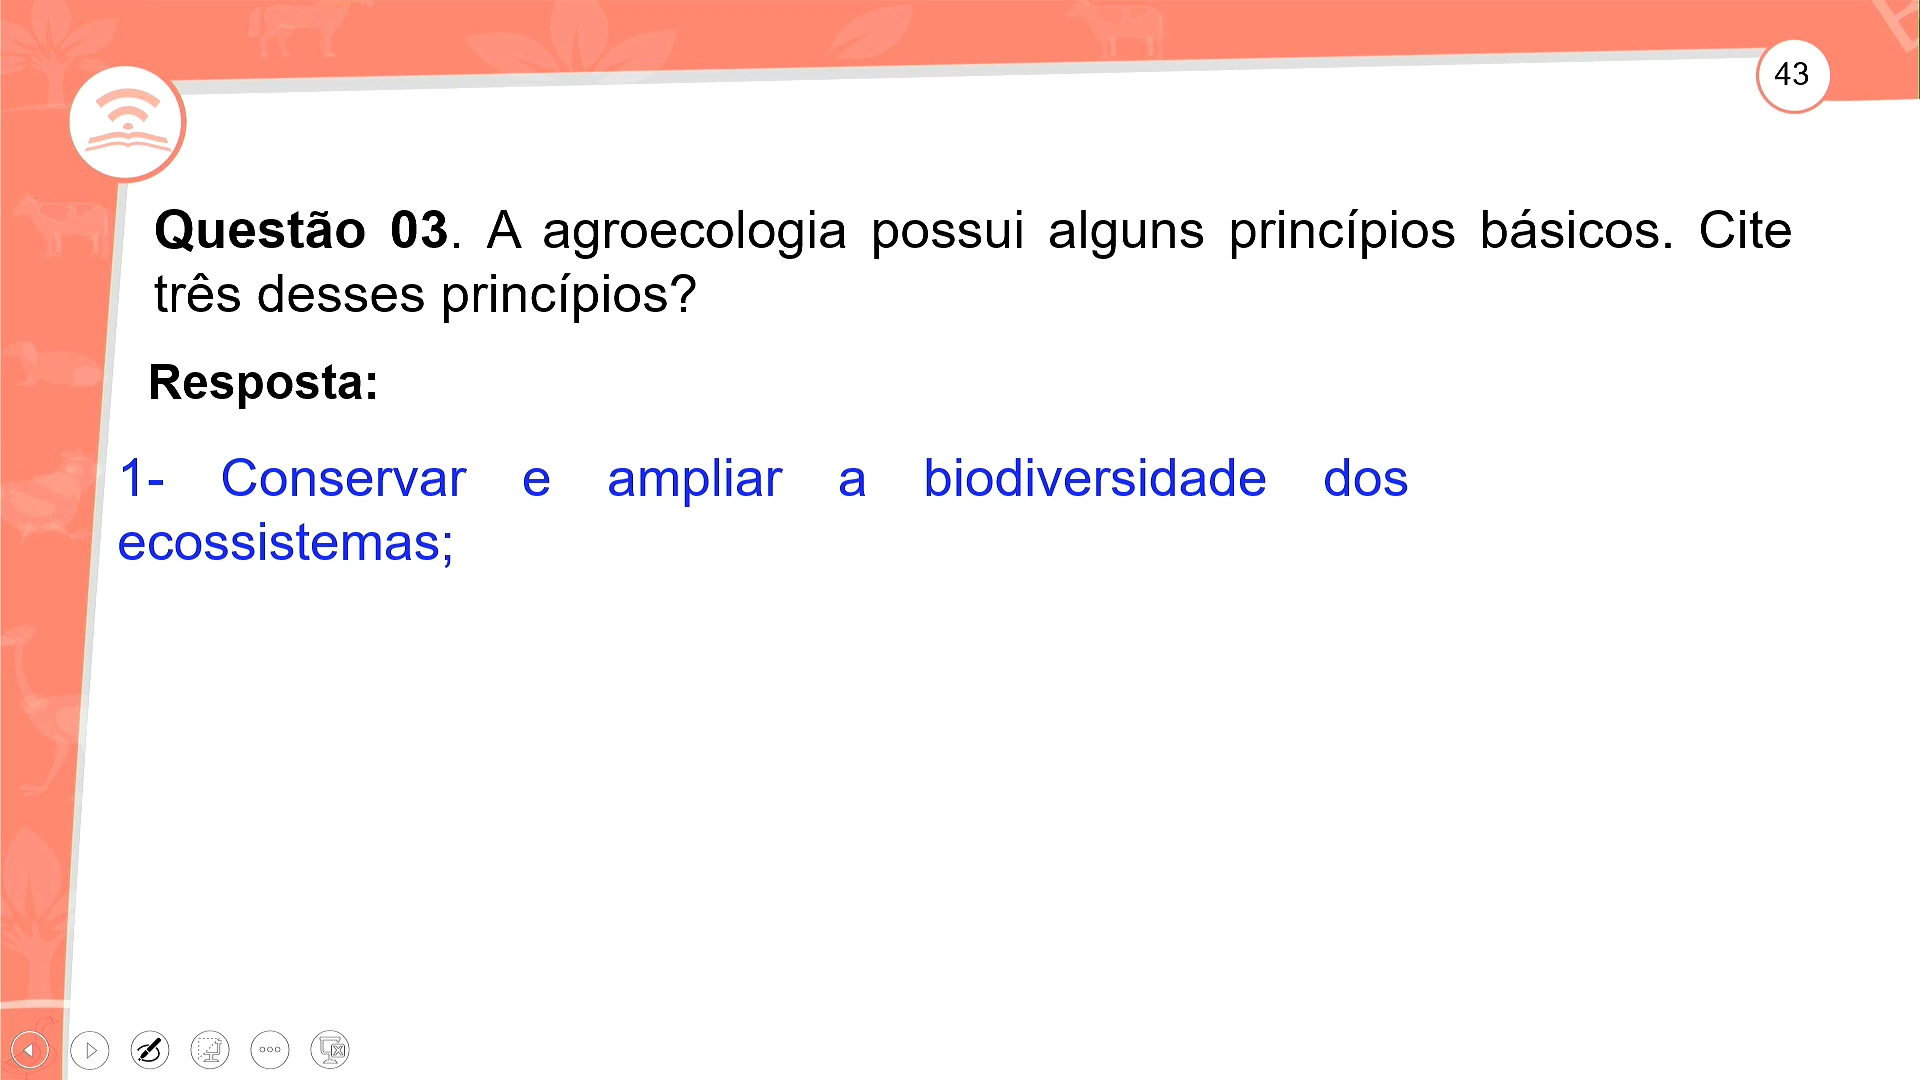 43
Questão 03. A agroecologia possui alguns princípios básicos. Cite
três desses princípios?
Resposta:
1- Conservar e ampliar a biodiversidade dos
ecossistemas;